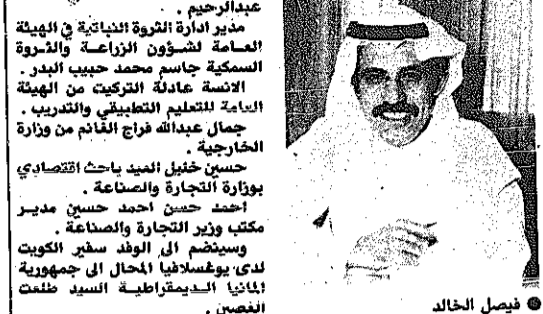 عبدالرحيم .
مدير ادارة الثروة النباتية في الهيئة
العامة لشؤون الزراعة والثروة
السمكية جاسم محمد حبيب البدر .
الانسة عادلة التركيت من الهيئة
العامة للتعليم التطبيقي والتدريب .
جمال عبدالله فراج الغانم من وزارة
الخارجية .
حسين خليل العيد باحث اقتصادي
بوزارة التجارة والصناعة .
احمد حسن احمد حسين مدير
مكتب وزير التجارة والصناعة .
وسينضم الى الوفد سفير الكويت
لدى يوغسلافيا المحال الى جمهورية
المانيا الديمقراطية السيد طلعت
الغصين .
● فيصل الخالد